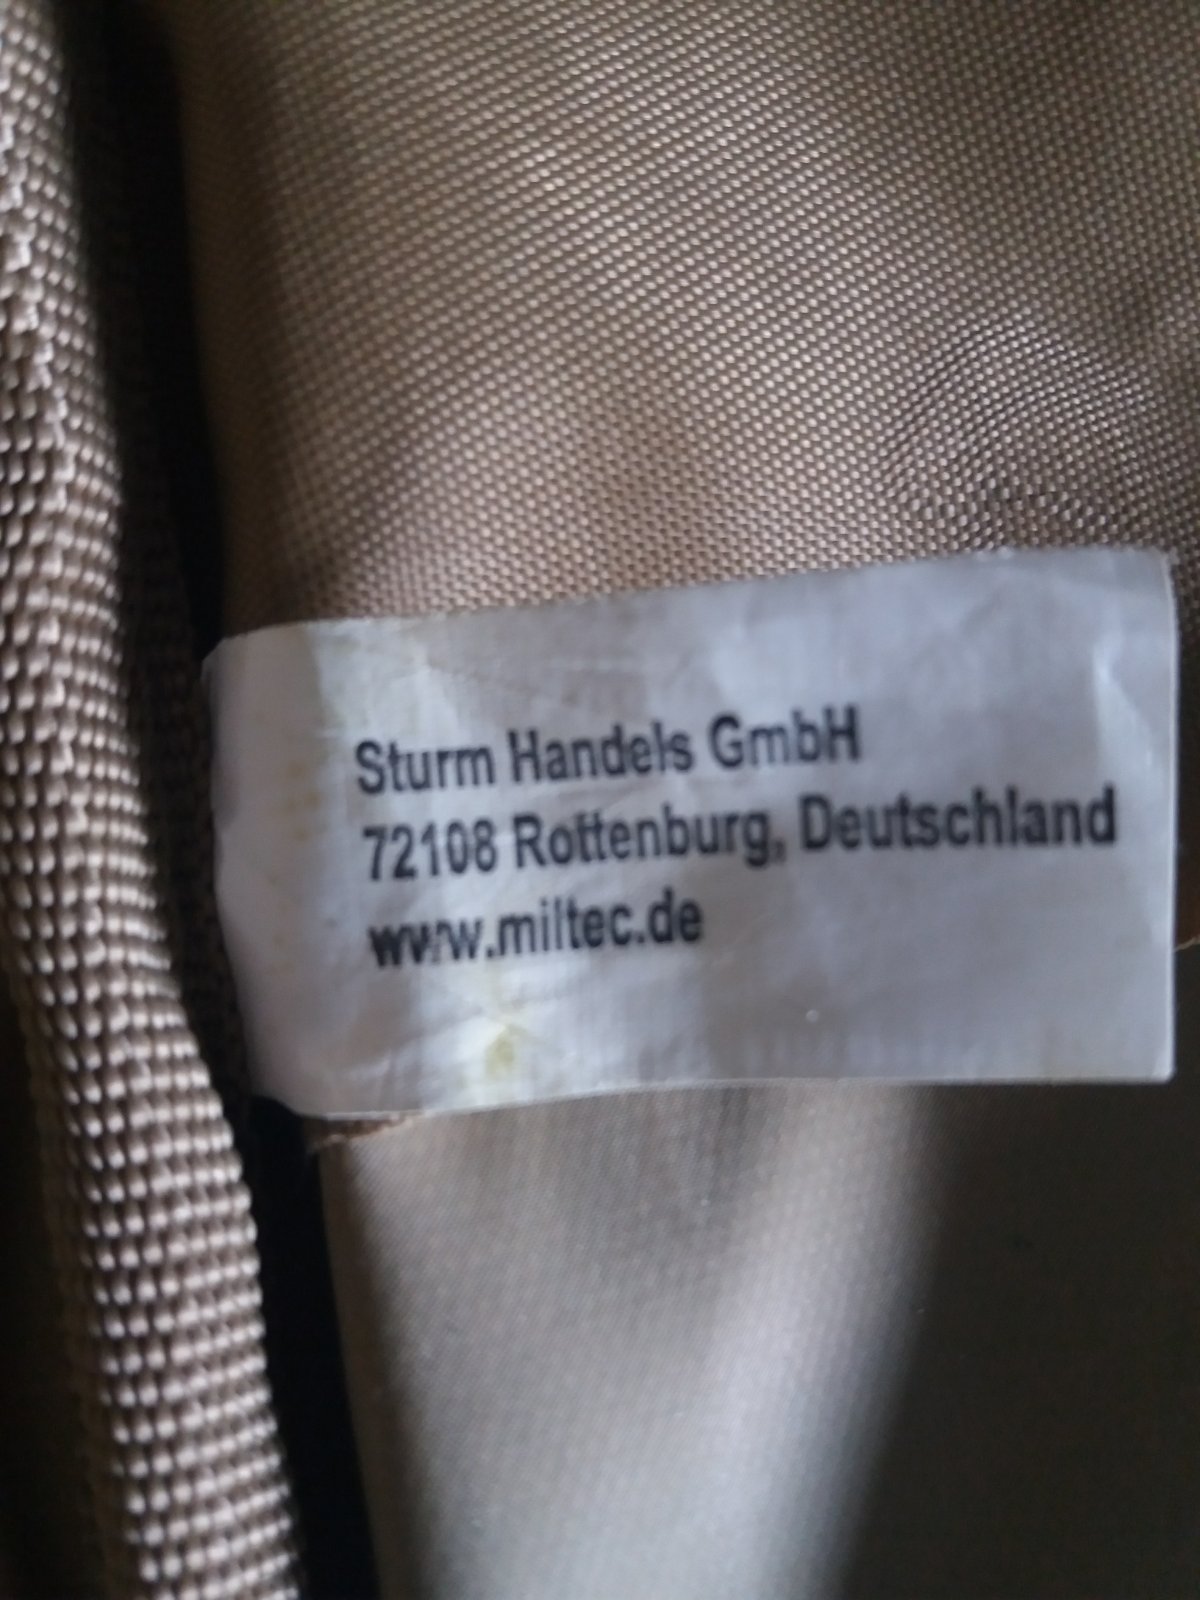 Sturm Handels GmbH
72108 Rottenburg, Deutschland
www.miltec.de